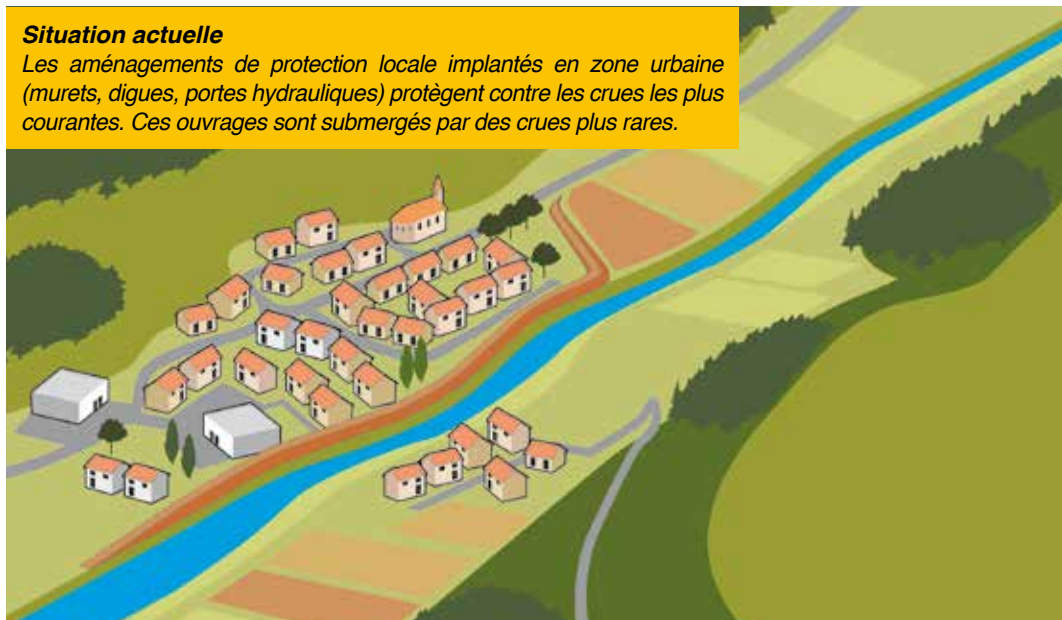 Situation actuelle
Les aménagements de protection locale implantés en zone urbaine
(murets, digues, portes hydrauliques) protègent contre les crues les plus
courantes. Ces ouvrages sont submergés par des crues plus rares.